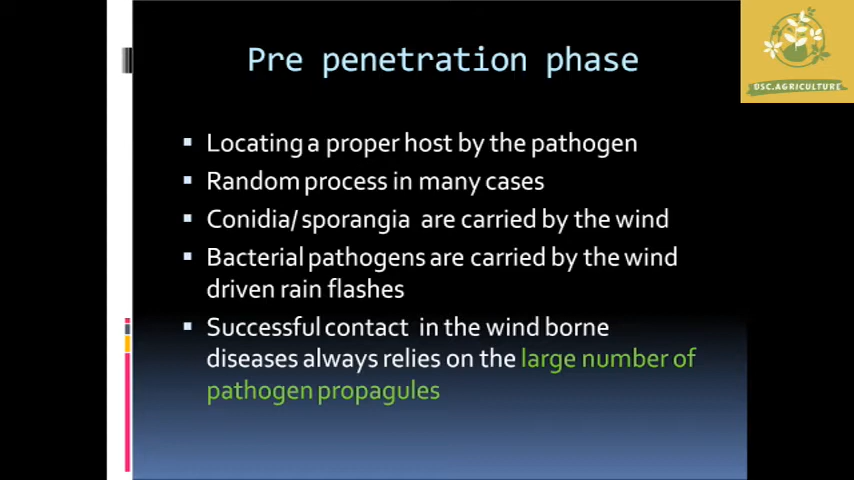 Pre penetration phase
DSC.AGRICULTURE
Locating a proper host by the pathogen
Random process in many cases
Conidia/ sporangia are carried by the wind
Bacterial pathogens are carried by the wind
driven rain flashes
Successful contact in the wind borne
diseases always relies on the large number of
pathogen propagules